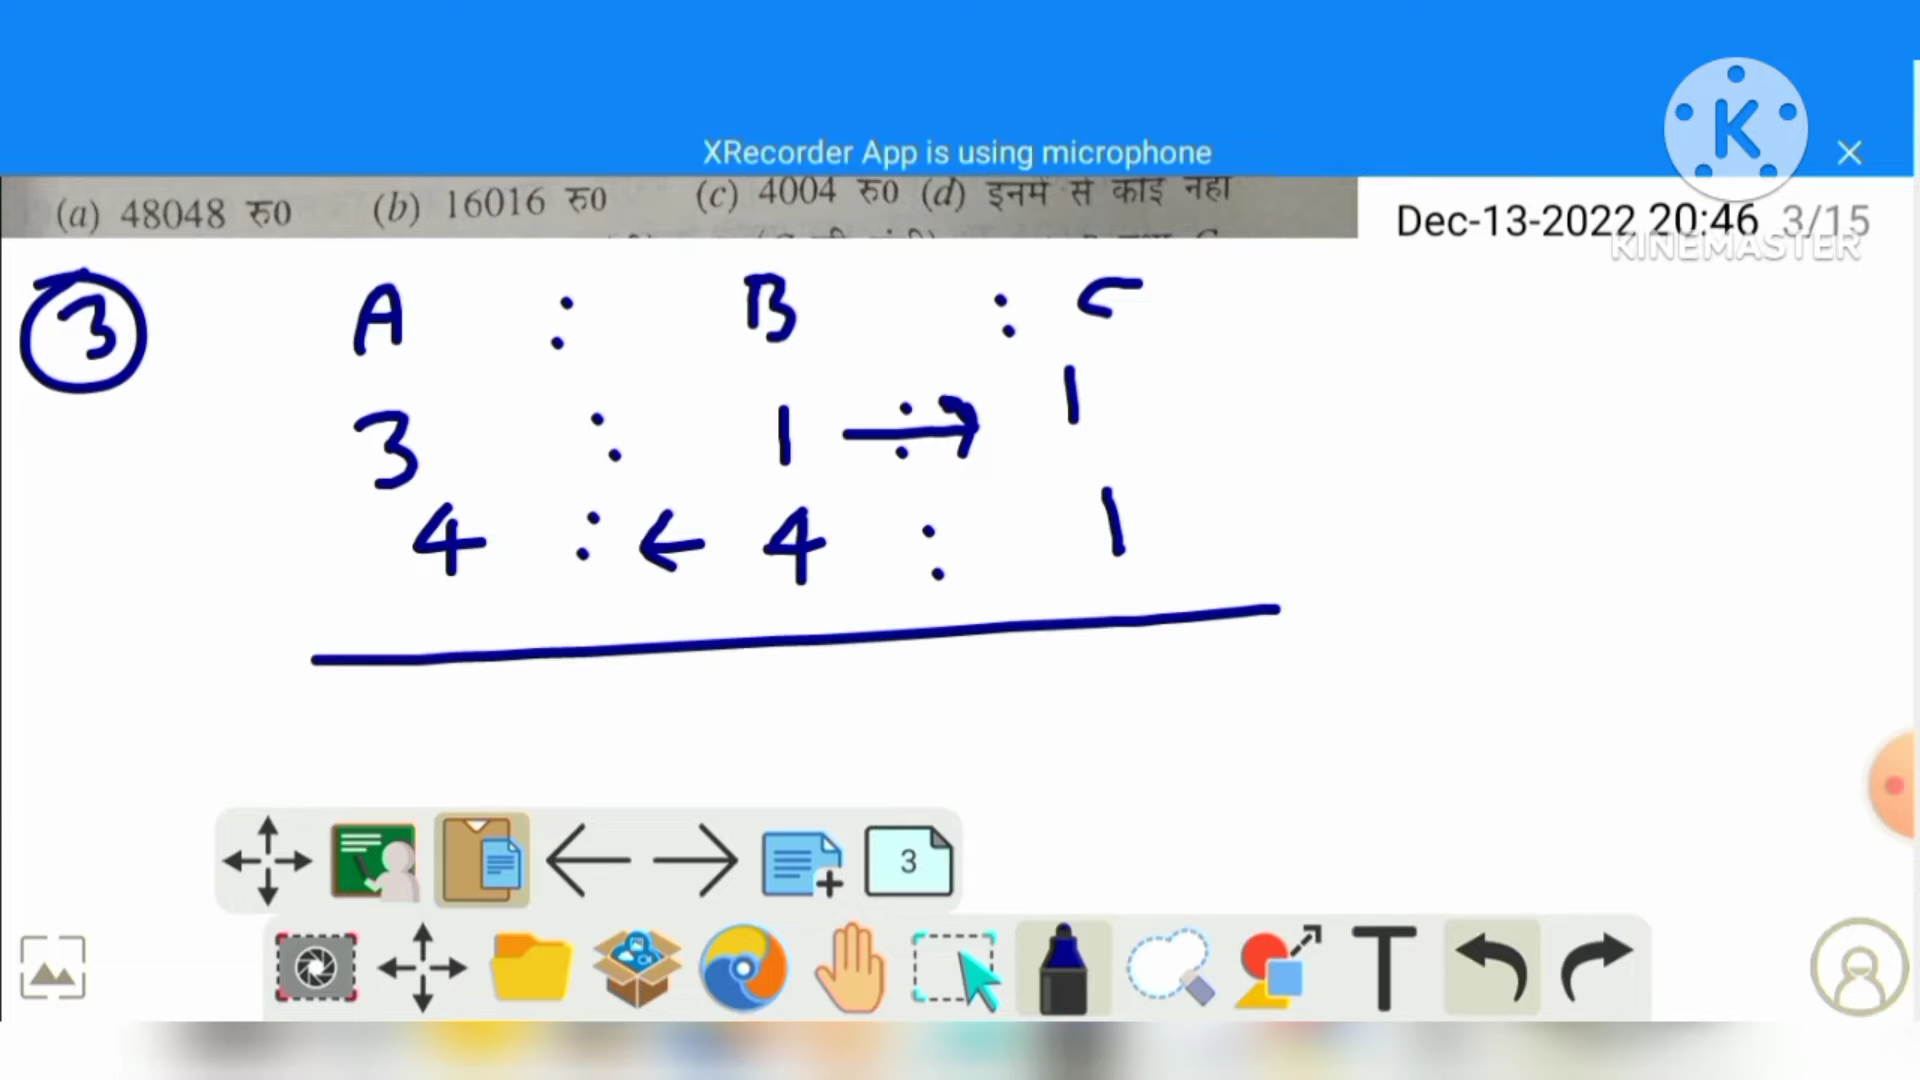 XRecorder App is using microphone
K
(a) 48048 रु0 (b) 16016 रु0 (c) 4004 रु0 (d) इनमें से कोई नहीं
Dec-13-2022 20:46 3/15
KINEMASTER
3
A : B : C
3 : 1 : 1
4 : ← 4 : 1
3
T